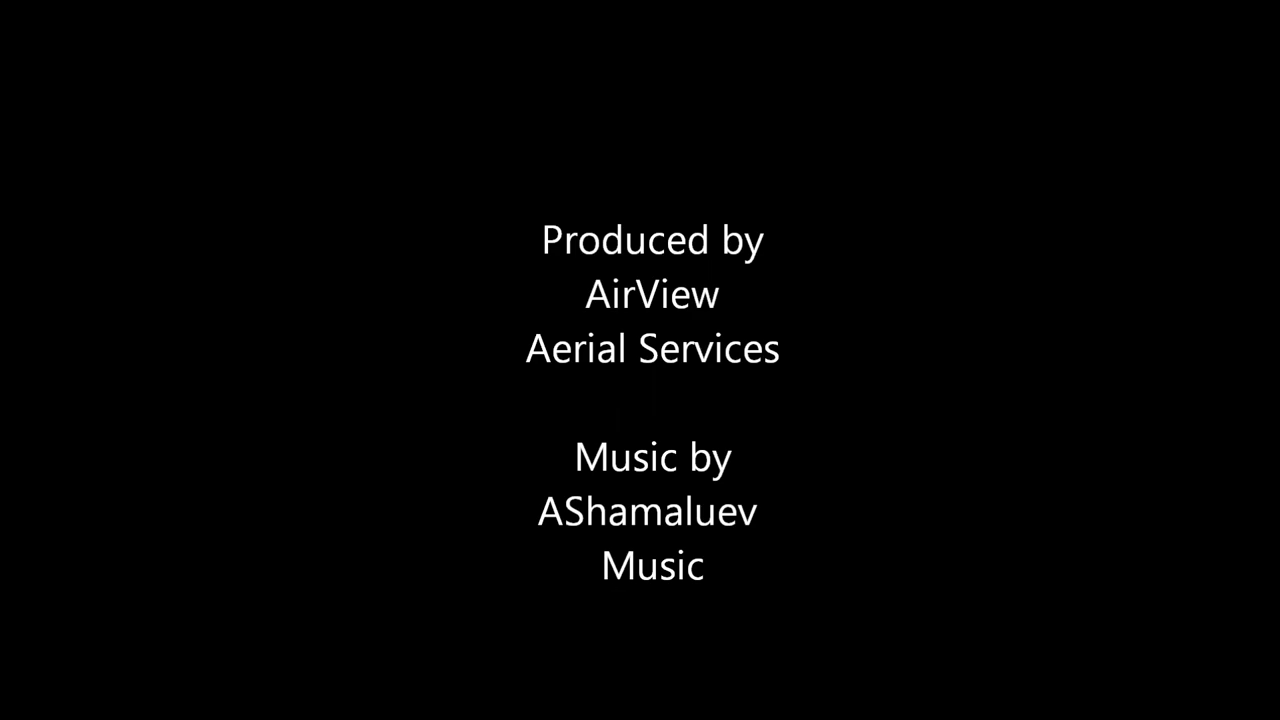 Produced by
AirView
Aerial Services
Music by
AShamaluev
Music